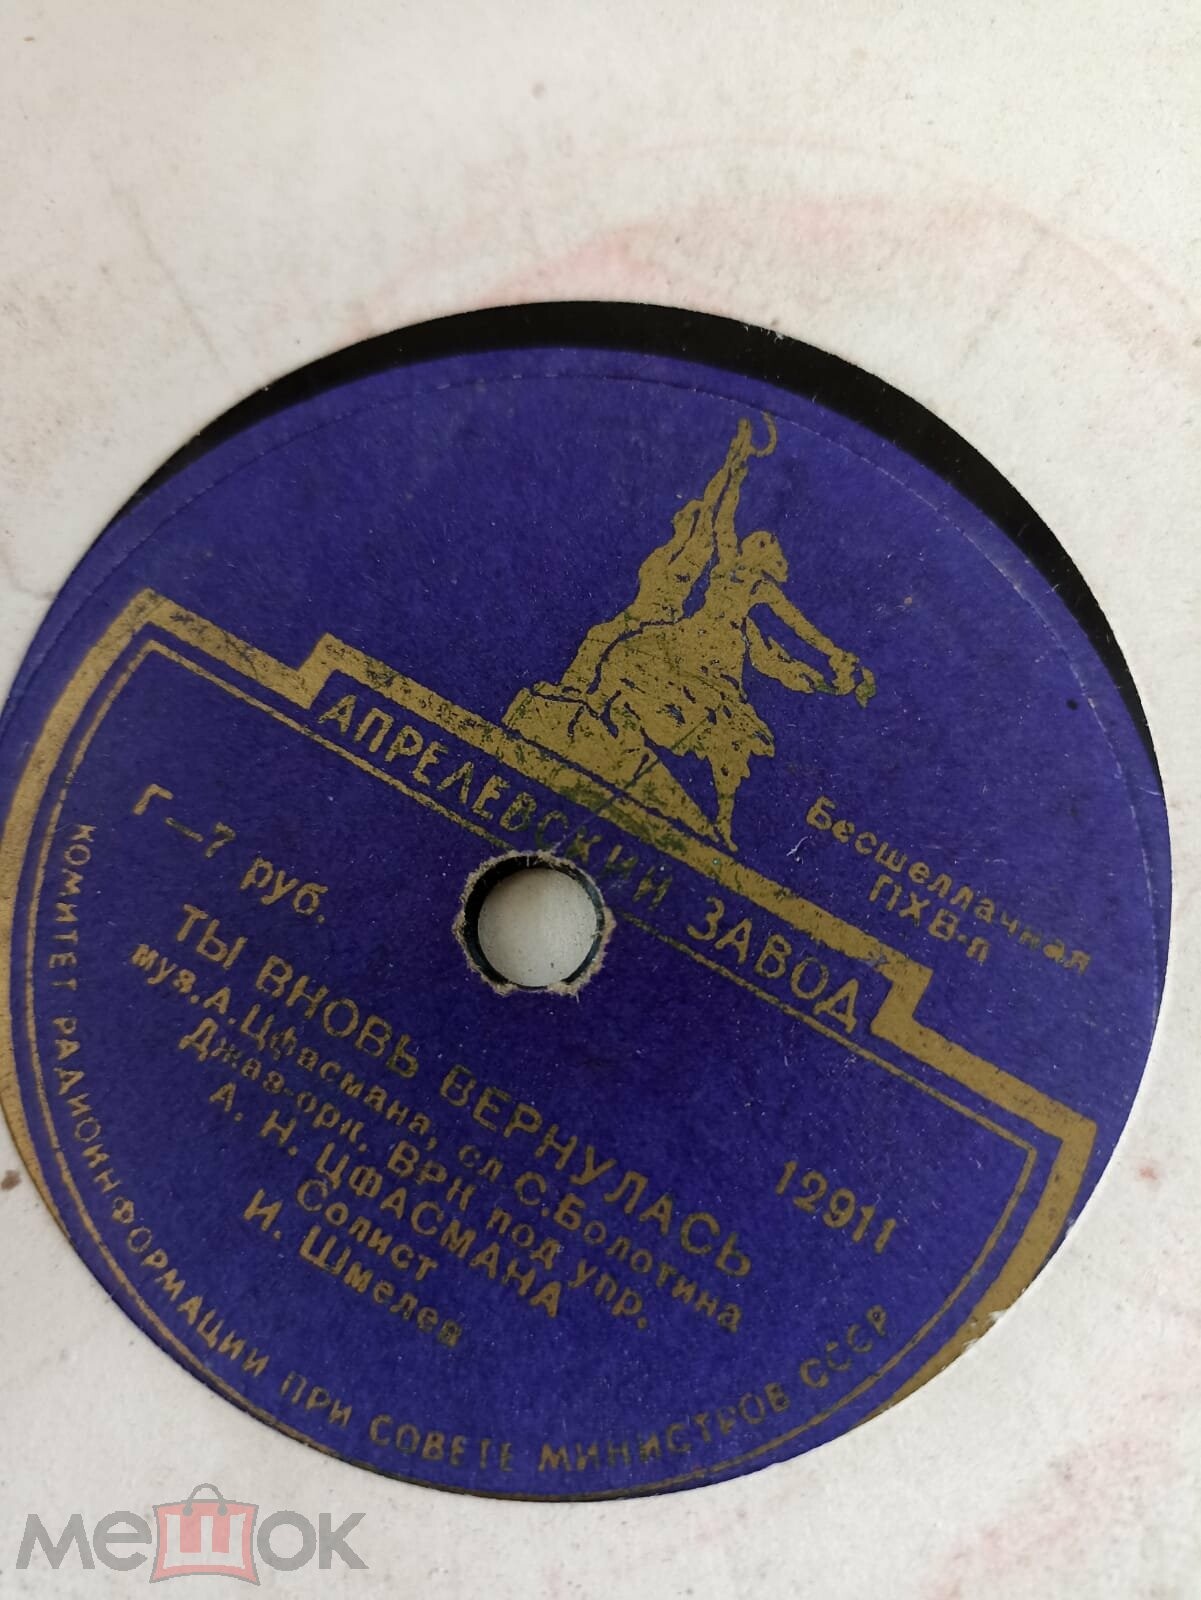 Бесшеллачная
ПХВ-п
АПРЕЛЕВСКИЙ ЗАВОД
Г—7 руб.
12911
ТЫ ВНОВЬ ВЕРНУЛАСЬ
муз. А. Цфасмана, сл С. Болотина
Джаз-орк. ВРК под упр.
А. Н. ЦФАСМАНА
Солист
И. Шмелев
КОМИТЕТ РАДИОИНФОРМАЦИИ ПРИ СОВЕТЕ МИНИСТРОВ СССР
мешок